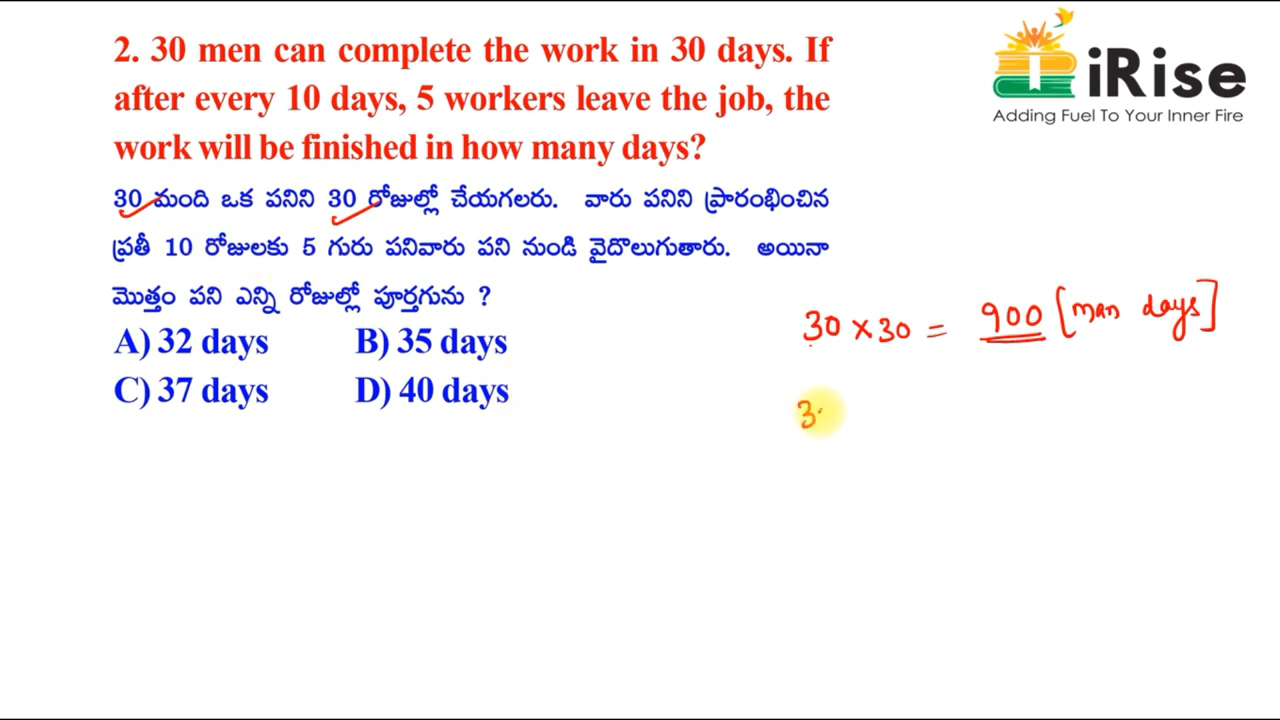 2. 30 men can complete the work in 30 days. If
after every 10 days, 5 workers leave the job, the
work will be finished in how many days?
30 మంది ఒక పనిని 30 రోజుల్లో చేయగలరు. వారు పనిని ప్రారంభించిన
ప్రతీ 10 రోజులకు 5 గురు పనివారు పని నుండి వైదొలుగుతారు. అయినా
మొత్తం పని ఎన్ని రోజుల్లో పూర్తగును ?
A) 32 days B) 35 days
C) 37 days D) 40 days
iRise
Adding Fuel To Your Inner Fire
30 × 30 = 900 [man days]
3